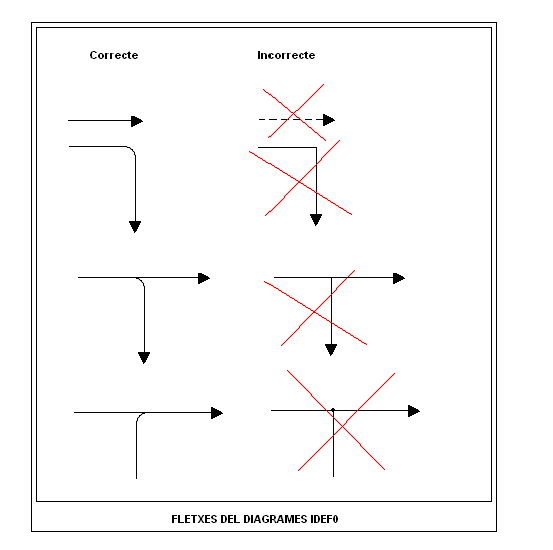 Correcte
Incorrecte
FLETXES DEL DIAGRAMES IDEF0